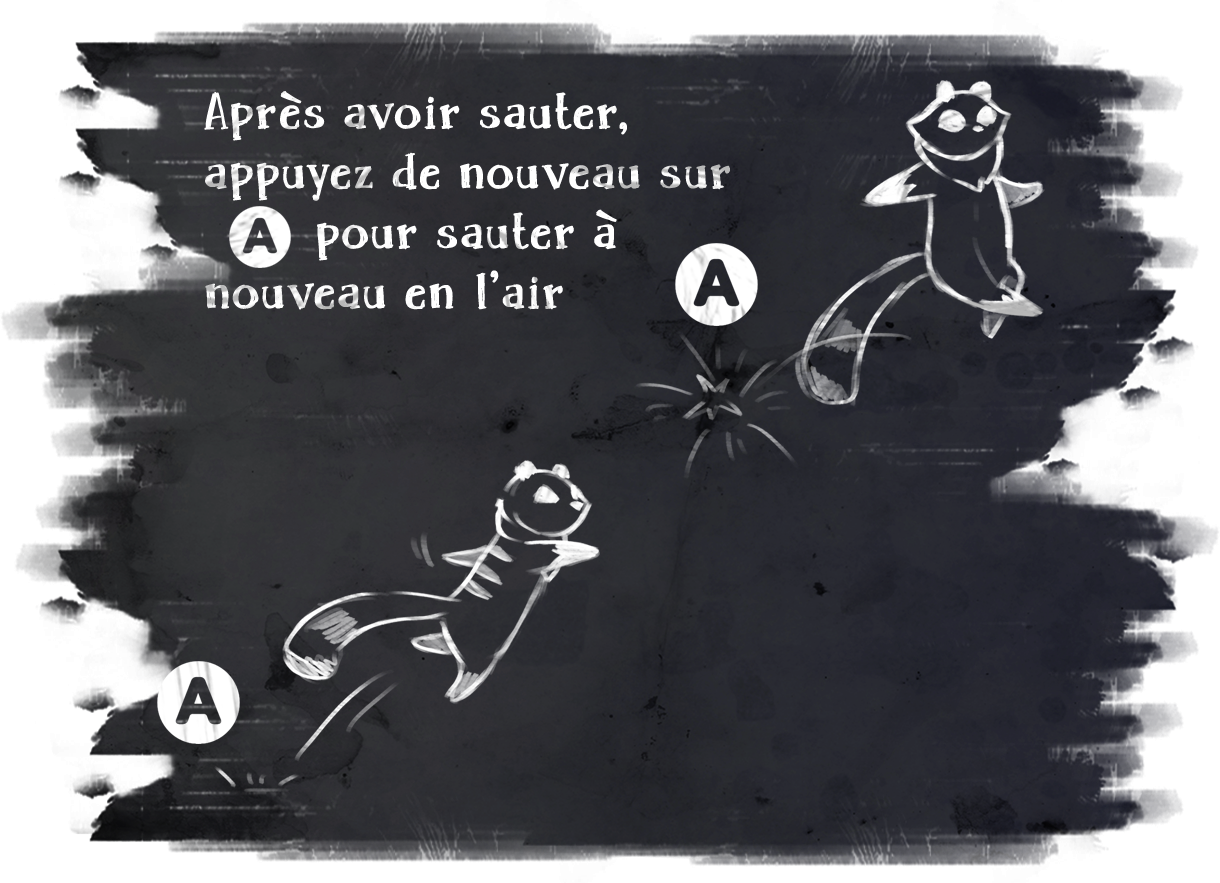 Après avoir sauter,
appuyez de nouveau sur
A pour sauter à
nouveau en l'air
A
A